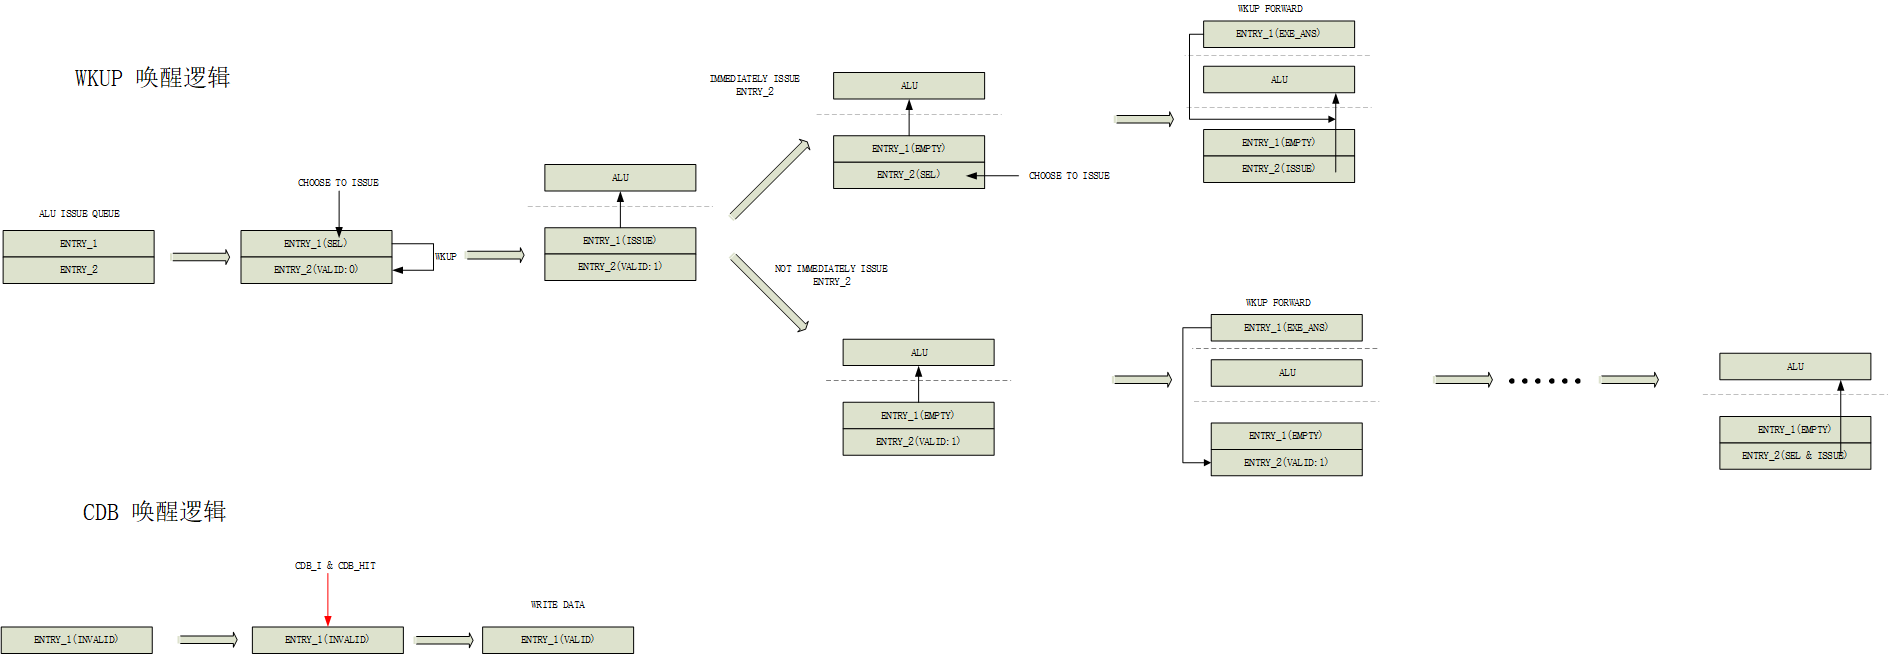 WKUP 唤醒逻辑
ALU ISSUE QUEUE
ENTRY_1
ENTRY_2
CHOOSE TO ISSUE
ENTRY_1(SEL)
ENTRY_2(VALID:0)
WKUP
ALU
ENTRY_1(ISSUE)
ENTRY_2(VALID:1)
IMMEDIATELY ISSUE
ENTRY_2
ALU
ENTRY_1(EMPTY)
ENTRY_2(SEL)
CHOOSE TO ISSUE
WKUP FORWARD
ENTRY_1(EXE_ANS)
ALU
ENTRY_1(EMPTY)
ENTRY_2(ISSUE)
NOT IMMEDIATELY ISSUE
ENTRY_2
ALU
ENTRY_1(EMPTY)
ENTRY_2(VALID:1)
WKUP FORWARD
ENTRY_1(EXE_ANS)
ALU
ENTRY_1(EMPTY)
ENTRY_2(VALID:1)
ALU
ENTRY_1(EMPTY)
ENTRY_2(SEL & ISSUE)
CDB 唤醒逻辑
ENTRY_1(INVALID)
CDB_I & CDB_HIT
ENTRY_1(INVALID)
WRITE DATA
ENTRY_1(VALID)